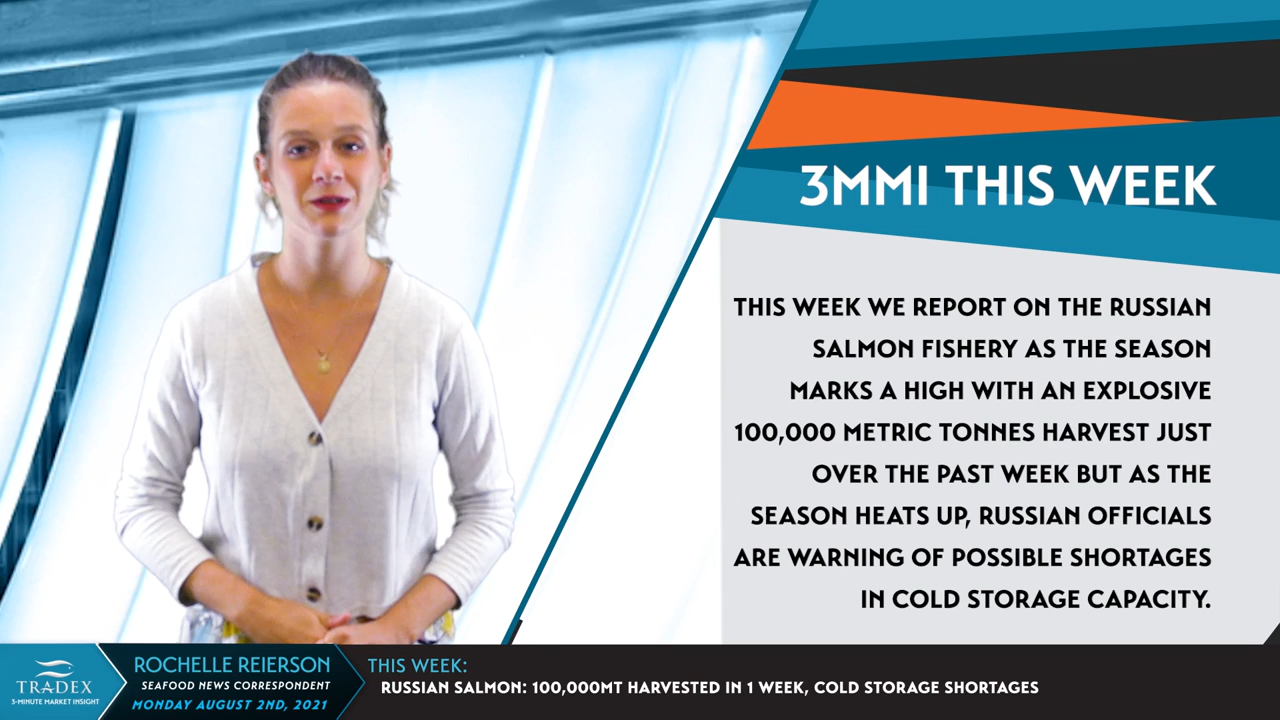 3MMI THIS WEEK
THIS WEEK WE REPORT ON THE RUSSIAN
SALMON FISHERY AS THE SEASON
MARKS A HIGH WITH AN EXPLOSIVE
100,000 METRIC TONNES HARVEST JUST
OVER THE PAST WEEK BUT AS THE
SEASON HEATS UP, RUSSIAN OFFICIALS
ARE WARNING OF POSSIBLE SHORTAGES
IN COLD STORAGE CAPACITY.
TRADEX
3-MINUTE MARKET INSIGHT
ROCHELLE REIERSON
SEAFOOD NEWS CORRESPONDENT
MONDAY AUGUST 2ND, 2021
THIS WEEK:
RUSSIAN SALMON: 100,000MT HARVESTED IN 1 WEEK, COLD STORAGE SHORTAGES